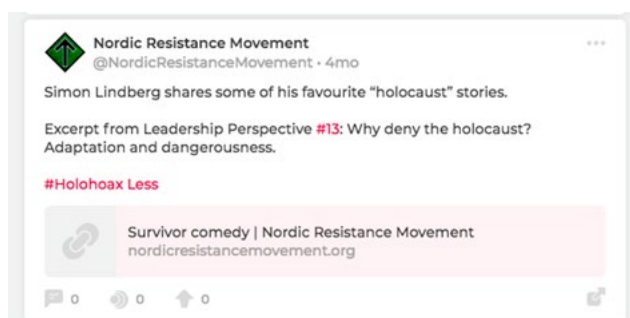 Nordic Resistance Movement
@NordicResistanceMovement • 4mo
Simon Lindberg shares some of his favourite “holocaust” stories.
Excerpt from Leadership Perspective #13: Why deny the holocaust?
Adaptation and dangerousness.
#Holohoax Less
Survivor comedy | Nordic Resistance Movement
nordicresistancemovement.org
0 0 0